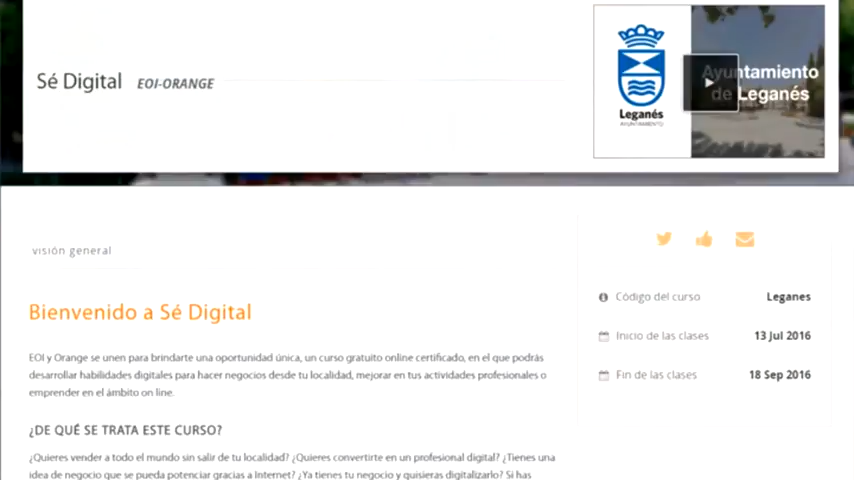 Sé Digital EOI-ORANGE
Leganés
AYUNTAMIENTO
Ayuntamiento
de Leganés
visión general
Bienvenido a Sé Digital
EOI y Orange se unen para brindarte una oportunidad única, un curso gratuito online certificado, en el que podrás
desarrollar habilidades digitales para hacer negocios desde tu localidad, mejorar en tus actividades profesionales o
emprender en el ámbito on line.
¿DE QUÉ SE TRATA ESTE CURSO?
¿Quieres vender a todo el mundo sin salir de tu localidad? ¿Quieres convertirte en un profesional digital? ¿Tienes una
idea de negocio que se pueda potenciar gracias a Internet? ¿Ya tienes tu negocio y quisieras digitalizarlo? Si has
Código del curso Leganes
Inicio de las clases 13 Jul 2016
Fin de las clases 18 Sep 2016